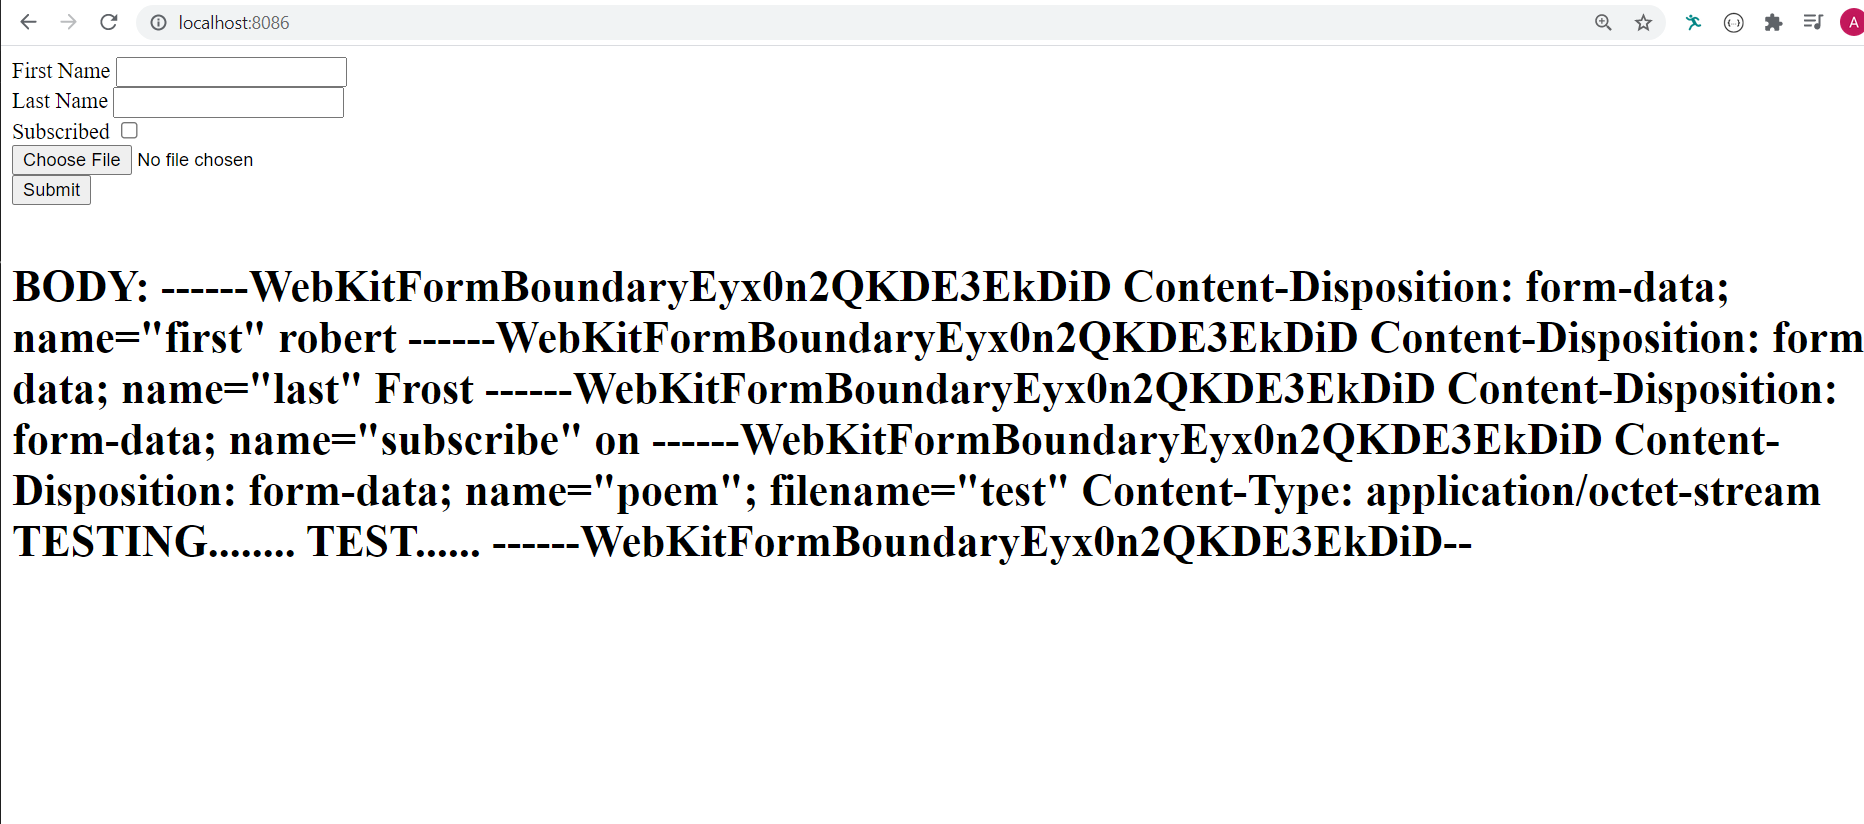 localhost:8086
A
First Name
Last Name
Subscribed
Choose File No file chosen
Submit
BODY: ------WebKitFormBoundaryEyx0n2QKDE3EkDiD Content-Disposition: form-data;
name="first" robert ------WebKitFormBoundaryEyx0n2QKDE3EkDiD Content-Disposition: form
data; name="last" Frost ------WebKitFormBoundaryEyx0n2QKDE3EkDiD Content-Disposition:
form-data; name="subscribe" on ------WebKitFormBoundaryEyx0n2QKDE3EkDiD Content-
Disposition: form-data; name="poem"; filename="test" Content-Type: application/octet-stream
TESTING........ TEST...... ------WebKitFormBoundaryEyx0n2QKDE3EkDiD--